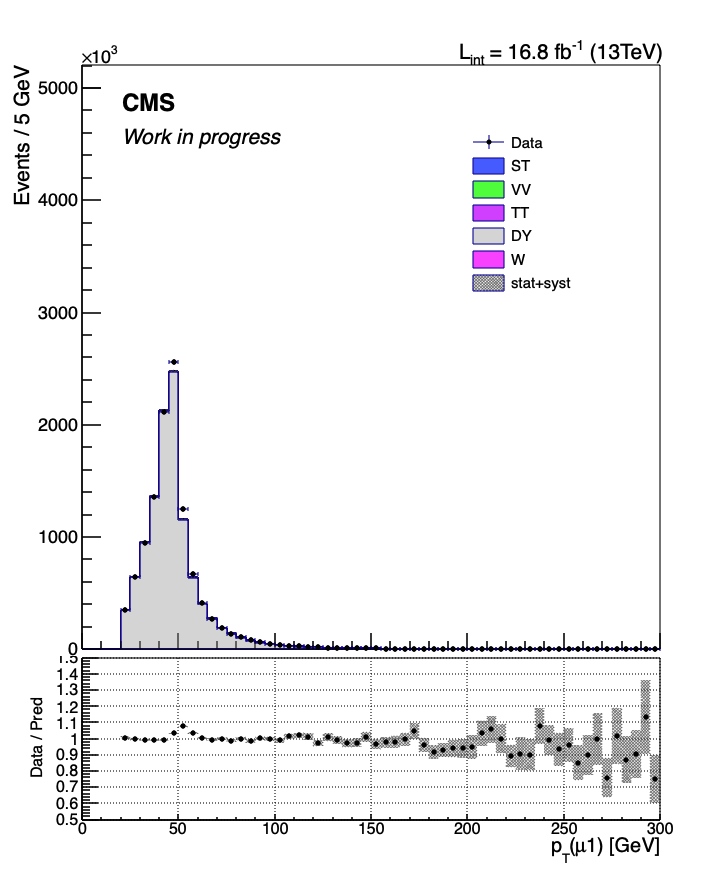 ×10³
L_int = 16.8 fb⁻¹ (13TeV)
Events / 5 GeV
5000
4000
3000
2000
1000
0
CMS
Work in progress
Data
ST
VV
TT
DY
W
stat+syst
Data / Pred
1.5
1.4
1.3
1.2
1.1
1
0.9
0.8
0.7
0.6
0.5
0 50 100 150 200 250 300
p_T(μ1) [GeV]